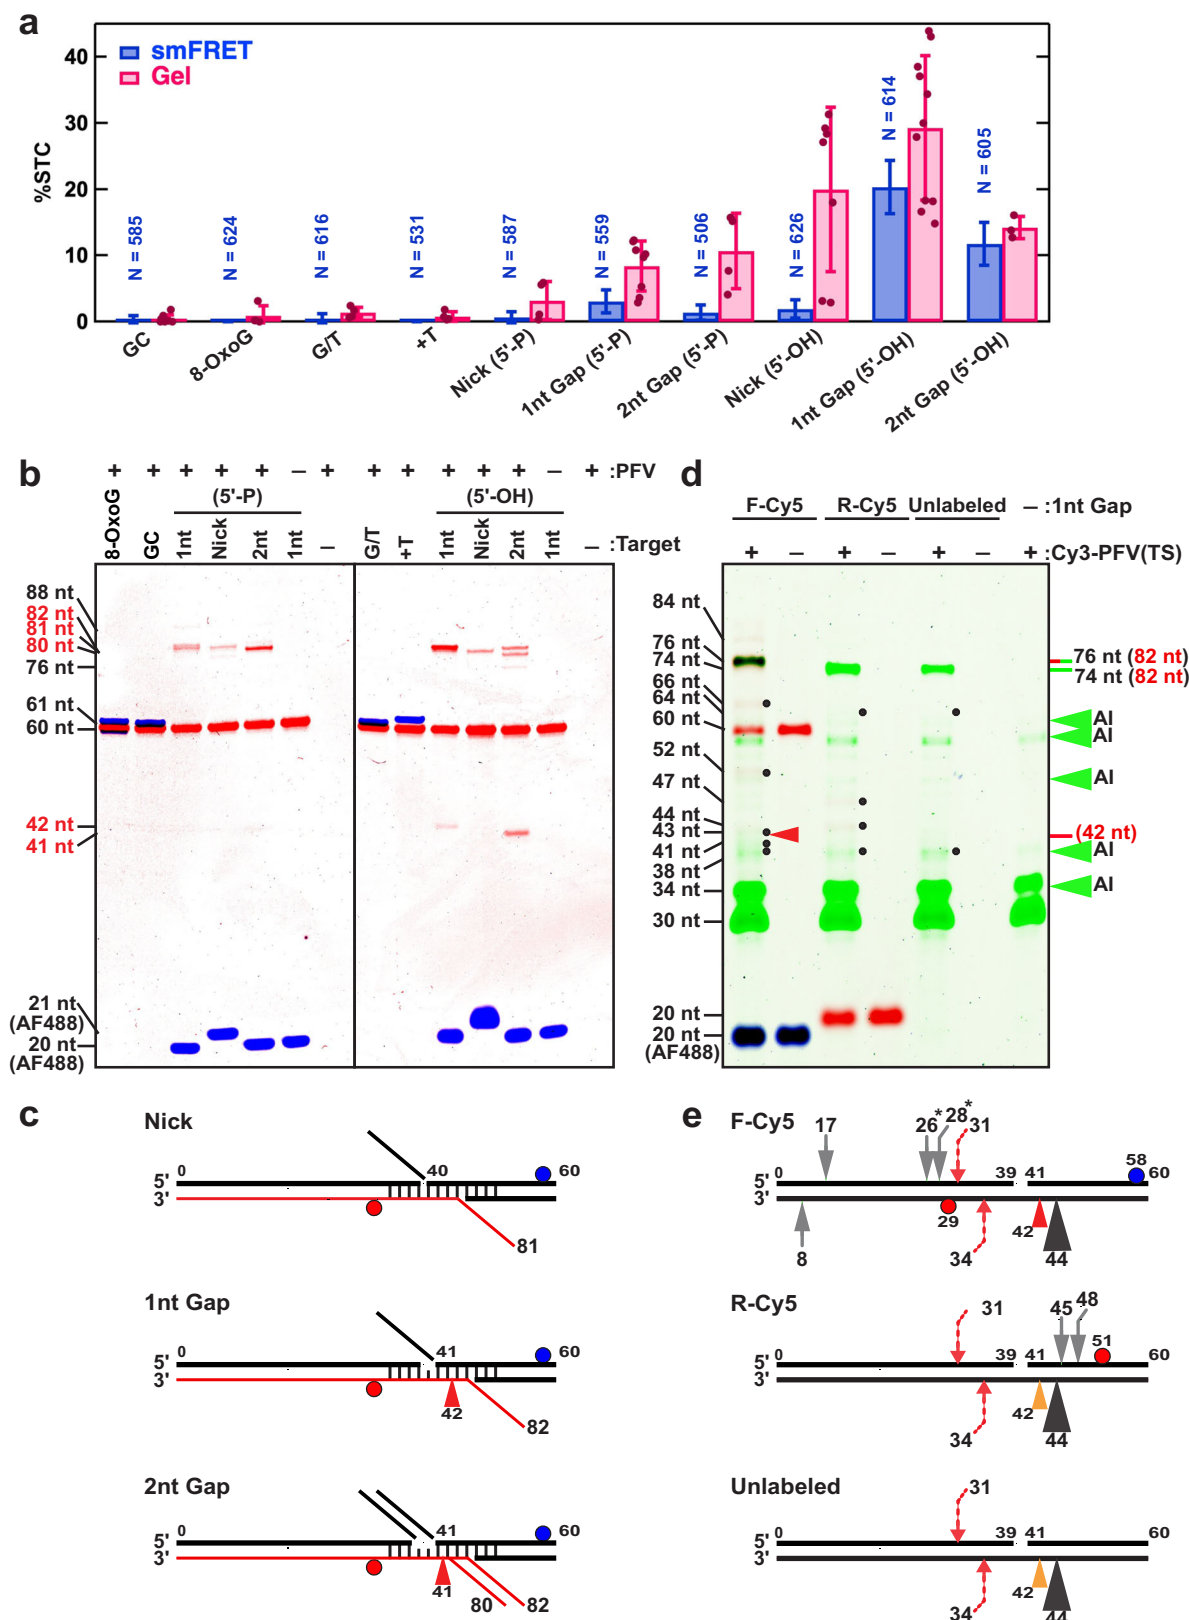 a
smFRET
Gel
%STC
40
30
20
10
0
N = 585
N = 624
N = 616
N = 531
N = 587
N = 559
N = 506
N = 626
N = 614
N = 605
GC
8-OxoG
G/T
+T
Nick (5'-P)
1nt Gap (5'-P)
2nt Gap (5'-P)
Nick (5'-OH)
1nt Gap (5'-OH)
2nt Gap (5'-OH)
b
+ + + + + – + + + + + + – + :PFV
(5'-P) (5'-OH)
8-OxoG GC 1nt Nick 2nt 1nt – G/T +T 1nt Nick 2nt 1nt – :Target
88 nt
82 nt
81 nt
80 nt
76 nt
61 nt
60 nt
42 nt
41 nt
21 nt
(AF488)
20 nt
(AF488)
d
F-Cy5 R-Cy5 Unlabeled – :1nt Gap
+ – + – + – + :Cy3-PFV(TS)
84 nt
76 nt
74 nt
66 nt
64 nt
60 nt
52 nt
47 nt
44 nt
43 nt
41 nt
38 nt
34 nt
30 nt
20 nt
20 nt
(AF488)
76 nt (82 nt)
74 nt (82 nt)
AI
AI
AI
(42 nt)
AI
AI
c
Nick
0 40 60
5'
3'
81
1nt Gap
0 41 60
5'
3'
42
82
2nt Gap
0 41 60
5'
3'
41
80 82
e
F-Cy5
17 26 * 28 * 31
58
0 39 41 60
5'
3'
29
8 34 42 44
R-Cy5
31 45 48
51
0 39 41 60
5'
3'
34 42 44
Unlabeled
31
0 39 41 60
5'
3'
34 42 44